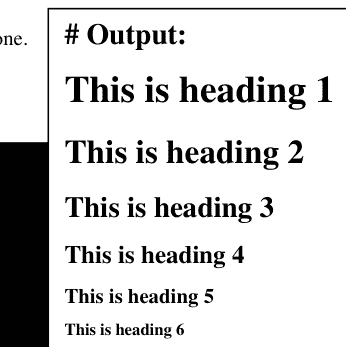 one.
# Output:
This is heading 1
This is heading 2
This is heading 3
This is heading 4
This is heading 5
This is heading 6